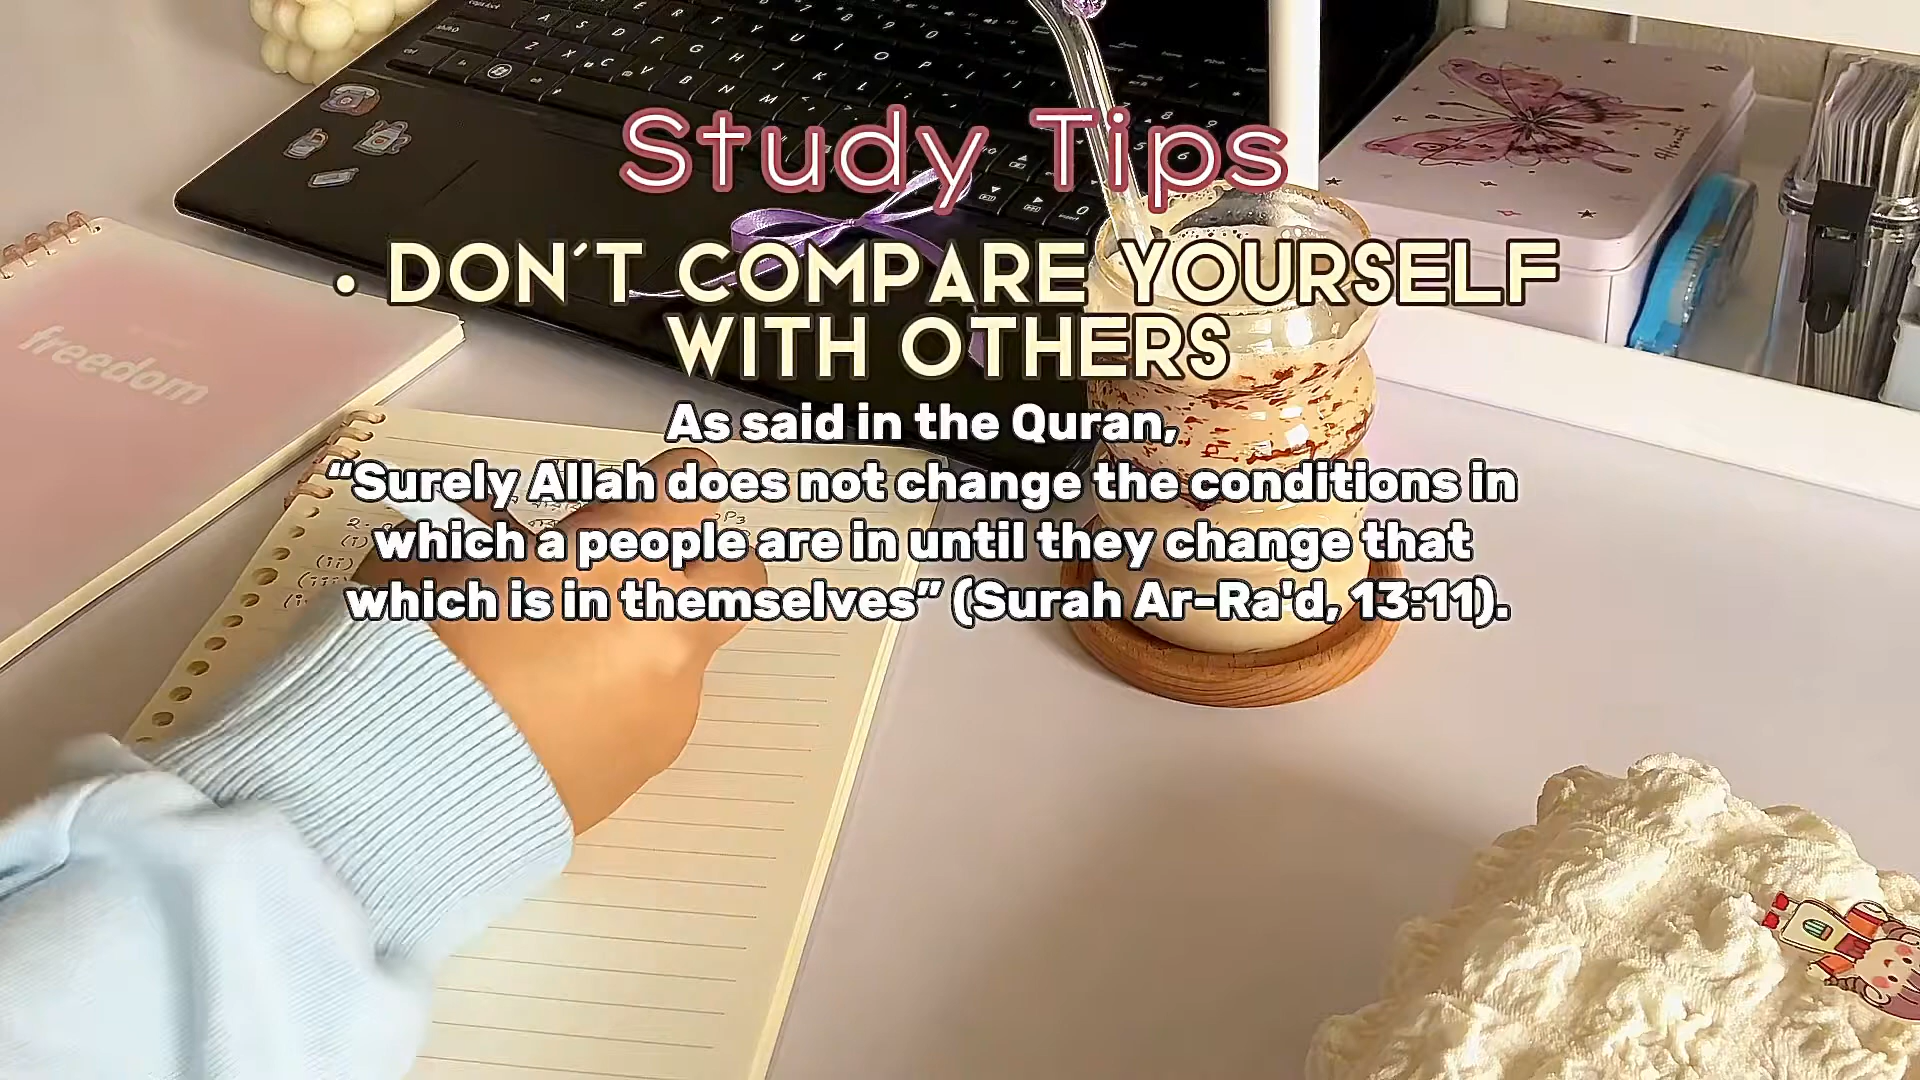 Study Tips
• DON´T COMPARE YOURSELF
WITH OTHERS
As said in the Quran,
“Surely Allah does not change the conditions in
which a people are in until they change that
which is in themselves” (Surah Ar-Ra'd, 13:11).
freedom